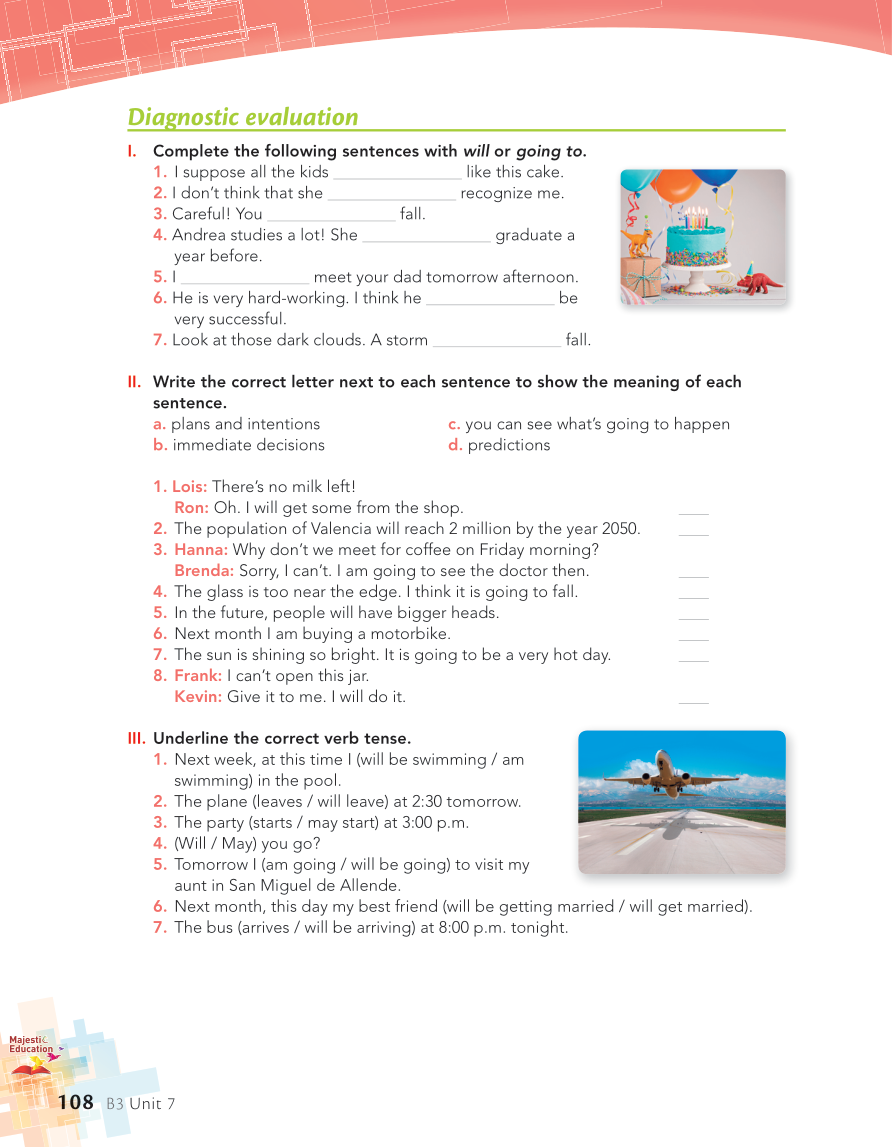 Diagnostic evaluation
I. Complete the following sentences with will or going to.
1. I suppose all the kids ______________ like this cake.
2. I don't think that she ______________ recognize me.
3. Careful! You ______________ fall.
4. Andrea studies a lot! She ______________ graduate a
year before.
5. I ______________ meet your dad tomorrow afternoon.
6. He is very hard-working. I think he ______________ be
very successful.
7. Look at those dark clouds. A storm ______________ fall.
II. Write the correct letter next to each sentence to show the meaning of each
sentence.
a. plans and intentions c. you can see what's going to happen
b. immediate decisions d. predictions
1. Lois: There's no milk left!
Ron: Oh. I will get some from the shop. ___
2. The population of Valencia will reach 2 million by the year 2050. ___
3. Hanna: Why don't we meet for coffee on Friday morning?
Brenda: Sorry, I can't. I am going to see the doctor then. ___
4. The glass is too near the edge. I think it is going to fall. ___
5. In the future, people will have bigger heads. ___
6. Next month I am buying a motorbike. ___
7. The sun is shining so bright. It is going to be a very hot day. ___
8. Frank: I can't open this jar.
Kevin: Give it to me. I will do it. ___
III. Underline the correct verb tense.
1. Next week, at this time I (will be swimming / am
swimming) in the pool.
2. The plane (leaves / will leave) at 2:30 tomorrow.
3. The party (starts / may start) at 3:00 p.m.
4. (Will / May) you go?
5. Tomorrow I (am going / will be going) to visit my
aunt in San Miguel de Allende.
6. Next month, this day my best friend (will be getting married / will get married).
7. The bus (arrives / will be arriving) at 8:00 p.m. tonight.
Majestic
Education
108 B3 Unit 7